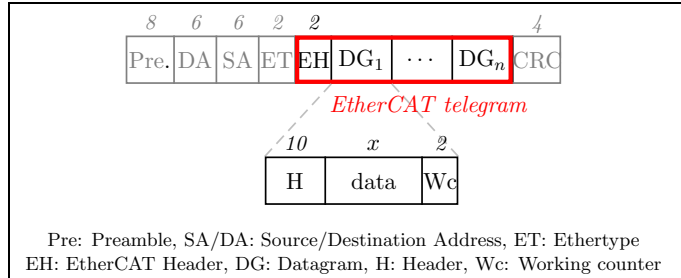 8 6 6 2 2 4
Pre. DA SA ET EH DG1 ··· DGn CRC
EtherCAT telegram
10 x 2
H data Wc
Pre: Preamble, SA/DA: Source/Destination Address, ET: Ethertype
EH: EtherCAT Header, DG: Datagram, H: Header, Wc: Working counter